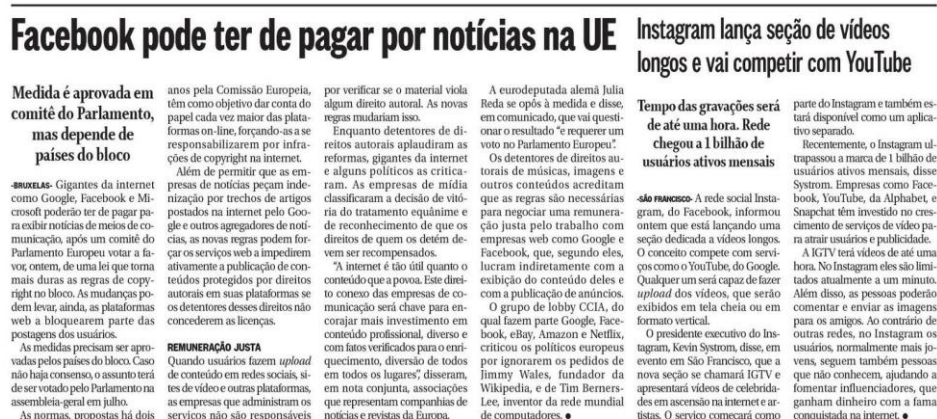 Facebook pode ter de pagar por notícias na UE
Medida é aprovada em
comitê do Parlamento,
mas depende de
países do bloco
-BRUXELAS- Gigantes da internet
como Google, Facebook e Mi-
crosoft poderão ter de pagar pa-
ra exibir notícias de meios de co-
municação, após um comitê do
Parlamento Europeu votar a fa-
vor, ontem, de uma lei que torna
mais duras as regras de copy-
right no bloco. As mudanças po-
dem levar, ainda, as plataformas
web a bloquearem parte das
postagens dos usuários.
As medidas precisam ser apro-
vadas pelos países do bloco. Caso
não haja consenso, o assunto terá
de ser votado pelo Parlamento na
assembleia-geral em julho.
As normas, propostas há dois
anos pela Comissão Europeia,
têm como objetivo dar conta do
papel cada vez maior das plata-
formas on-line, forçando-as a se
responsabilizarem por infra-
ções de copyright na internet.
Além de permitir que as em-
presas de notícias peçam inde-
nização por trechos de artigos
postados na internet pelo Goo-
gle e outros agregadores de notí-
cias, as novas regras podem for-
çar os serviços web a impedirem
ativamente a publicação de con-
teúdos protegidos por direitos
autorais em suas plataformas se
os detentores desses direitos não
concederem as licenças.
REMUNERAÇÃO JUSTA
Quando usuários fazem upload
de conteúdo em redes sociais, si-
tes de vídeo e outras plataformas,
as empresas que administram os
serviços não são responsáveis
por verificar se o material viola
algum direito autoral. As novas
regras mudariam isso.
Enquanto detentores de di-
reitos autorais aplaudiram as
reformas, gigantes da internet
e alguns políticos as critica-
ram. As empresas de mídia
classificaram a decisão de vitó-
ria do tratamento equânime e
de reconhecimento de que os
direitos de quem os detém de-
vem ser recompensados.
"A internet é tão útil quanto o
conteúdo que a povoa. Este direi-
to conexo das empresas de co-
municação será chave para en-
corajar mais investimento em
conteúdo profissional, diverso e
com fatos verificados para o enri-
quecimento, diversão de todos
em todos os lugares", disseram,
em nota conjunta, associações
que representam companhias de
notícias e revistas da Europa.
A eurodeputada alemã Julia
Reda se opôs à medida e disse,
em comunicado, que vai questi-
onar o resultado "e requerer um
voto no Parlamento Europeu".
Os detentores de direitos au-
torais de músicas, imagens e
outros conteúdos acreditam
que as regras são necessárias
para negociar uma remunera-
ção justa pelo trabalho com
empresas web como Google e
Facebook, que, segundo eles,
lucram indiretamente com a
exibição do conteúdo deles e
com a publicação de anúncios.
O grupo de lobby CCIA, do
qual fazem parte Google, Face-
book, eBay, Amazon e Netflix,
criticou os políticos europeus
por ignorarem os pedidos de
Jimmy Wales, fundador da
Wikipedia, e de Tim Berners-
Lee, inventor da rede mundial
de computadores. ●
Instagram lança seção de vídeos
longos e vai competir com YouTube
Tempo das gravações será
de até uma hora. Rede
chegou a 1 bilhão de
usuários ativos mensais
-SÃO FRANCISCO- A rede social Insta-
gram, do Facebook, informou
ontem que está lançando uma
seção dedicada a vídeos longos.
O conceito compete com servi-
ços como o YouTube, do Google.
Qualquer um será capaz de fazer
upload dos vídeos, que serão
exibidos em tela cheia ou em
formato vertical.
O presidente executivo do Ins-
tagram, Kevin Systrom, disse, em
evento em São Francisco, que a
nova seção se chamará IGTV e
apresentará vídeos de celebrida-
des em ascensão na internet e ar-
tistas. O serviço começará como
parte do Instagram e também es-
tará disponível como um aplica-
tivo separado.
Recentemente, o Instagram ul-
trapassou a marca de 1 bilhão de
usuários ativos mensais, disse
Systrom. Empresas como Face-
book, YouTube, da Alphabet, e
Snapchat têm investido no cres-
cimento de serviços de vídeo pa-
ra atrair usuários e publicidade.
A IGTV terá vídeos de até uma
hora. No Instagram eles são limi-
tados atualmente a um minuto.
Além disso, as pessoas poderão
comentar e enviar as imagens
para os amigos. Ao contrário de
outras redes, no Instagram os
usuários, normalmente mais jo-
vens, seguem também pessoas
que não conhecem, ajudando a
fomentar influenciadores, que
ganham dinheiro com a fama
conquistada na internet. ●